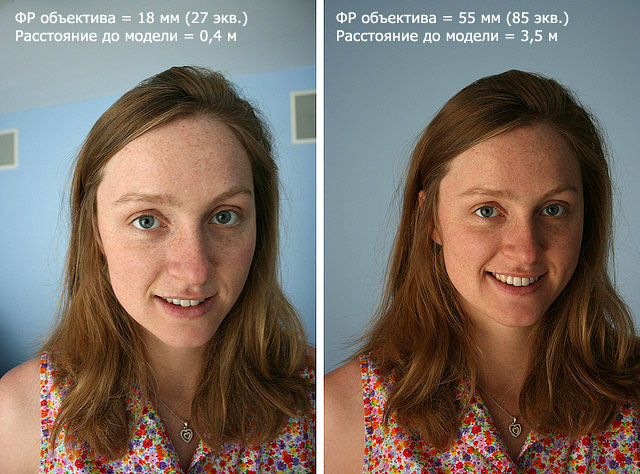 ФР объектива = 18 мм (27 экв.)
Расстояние до модели = 0,4 м
ФР объектива = 55 мм (85 экв.)
Расстояние до модели = 3,5 м